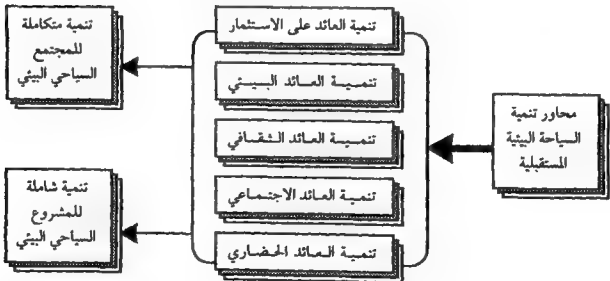 محاور تنمية
السياحة البيئية
المستقبلية
تنمية العائد على الاستثمار
تنمية العائد البيئي
تنمية العائد الثقافي
تنمية العائد الاجتماعي
تنمية العائد الحضاري
تنمية متكاملة
للمجتمع
السياحي البيئي
تنمية شاملة
للمشروع
السياحي البيئي